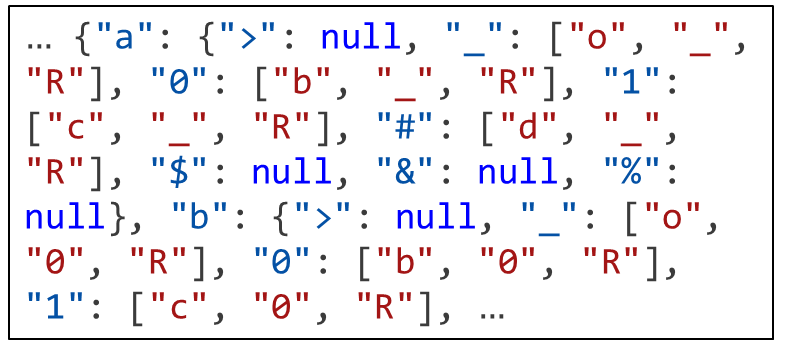 … {"a": {">": null, "_": ["o", "_",
"R"], "0": ["b", "_", "R"], "1":
["c", "_", "R"], "#": ["d", "_",
"R"], "$": null, "&": null, "%":
null}, "b": {">": null, "_": ["o",
"0", "R"], "0": ["b", "0", "R"],
"1": ["c", "0", "R"], …